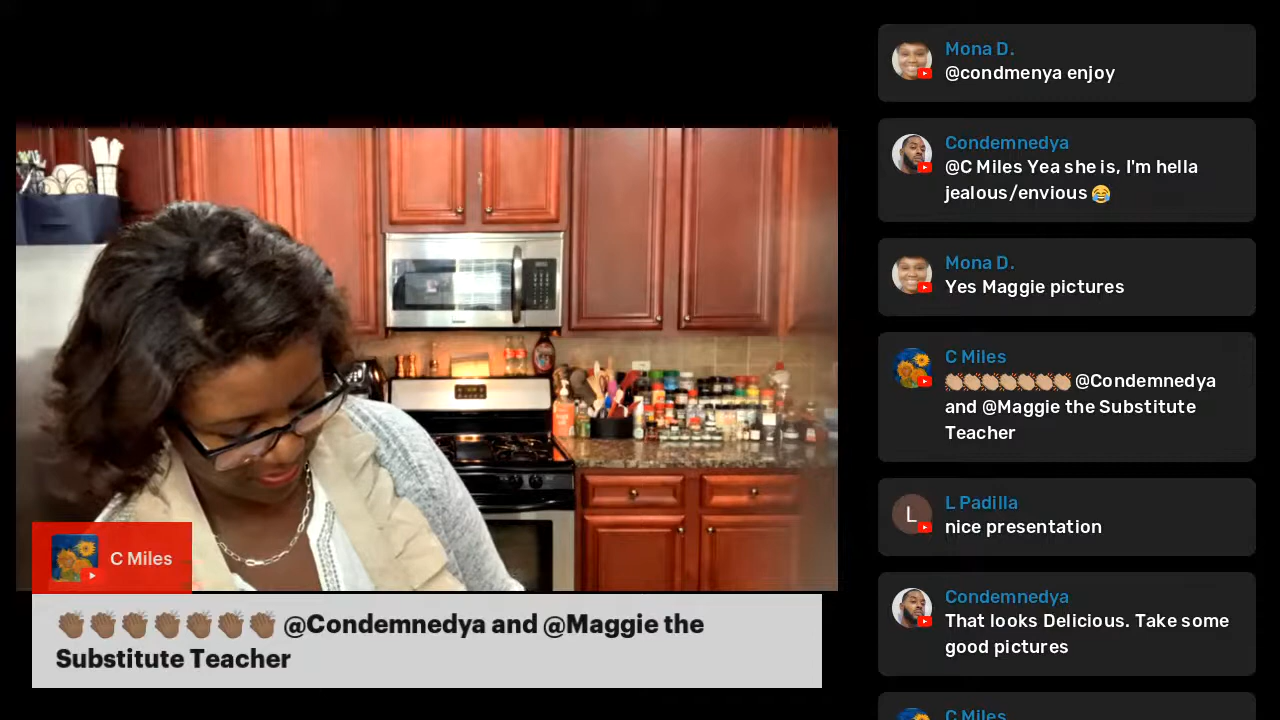 Mona D.
@condmenya enjoy
Condemnedya
@C Miles Yea she is, I'm hella
jealous/envious 😂
Mona D.
Yes Maggie pictures
C Miles
👏🏽👏🏽👏🏽👏🏽👏🏽👏🏽👏🏽 @Condemnedya
and @Maggie the Substitute
Teacher
L
L Padilla
nice presentation
Condemnedya
That looks Delicious. Take some
good pictures
C Miles
C Miles
👏🏽👏🏽👏🏽👏🏽👏🏽👏🏽👏🏽 @Condemnedya and @Maggie the
Substitute Teacher